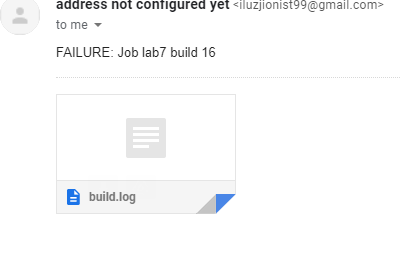 address not configured yet <iluzjionist99@gmail.com>
to me
FAILURE: Job lab7 build 16
build.log